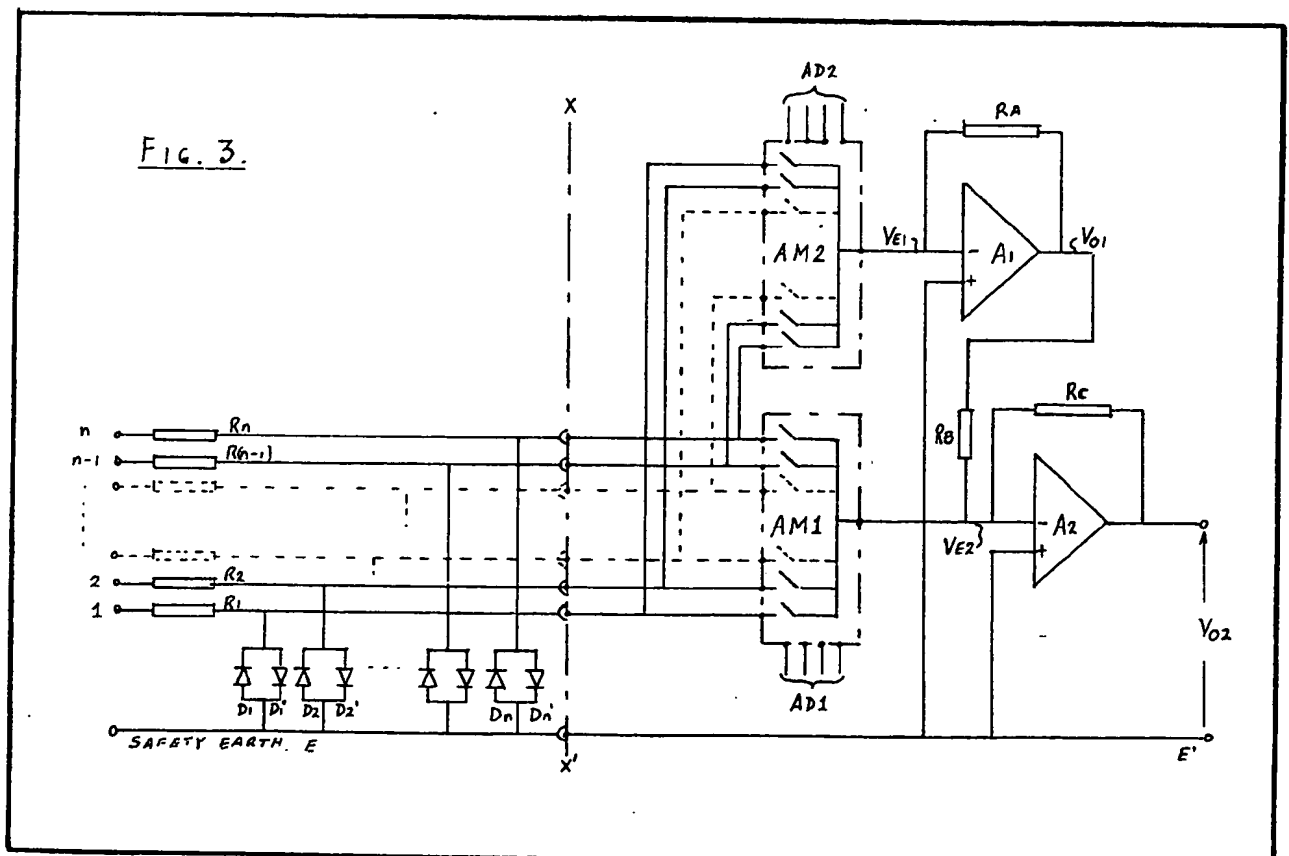 FIG. 3.
X
AD2
RA
AM2
VE1
A1
VO1
RB
RC
n
Rn
n-1
R(n-1)
AM1
VE2
A2
2
R2
1
R1
VO2
D1 D1' D2 D2' Dn Dn'
AD1
SAFETY EARTH. E
X'
E'